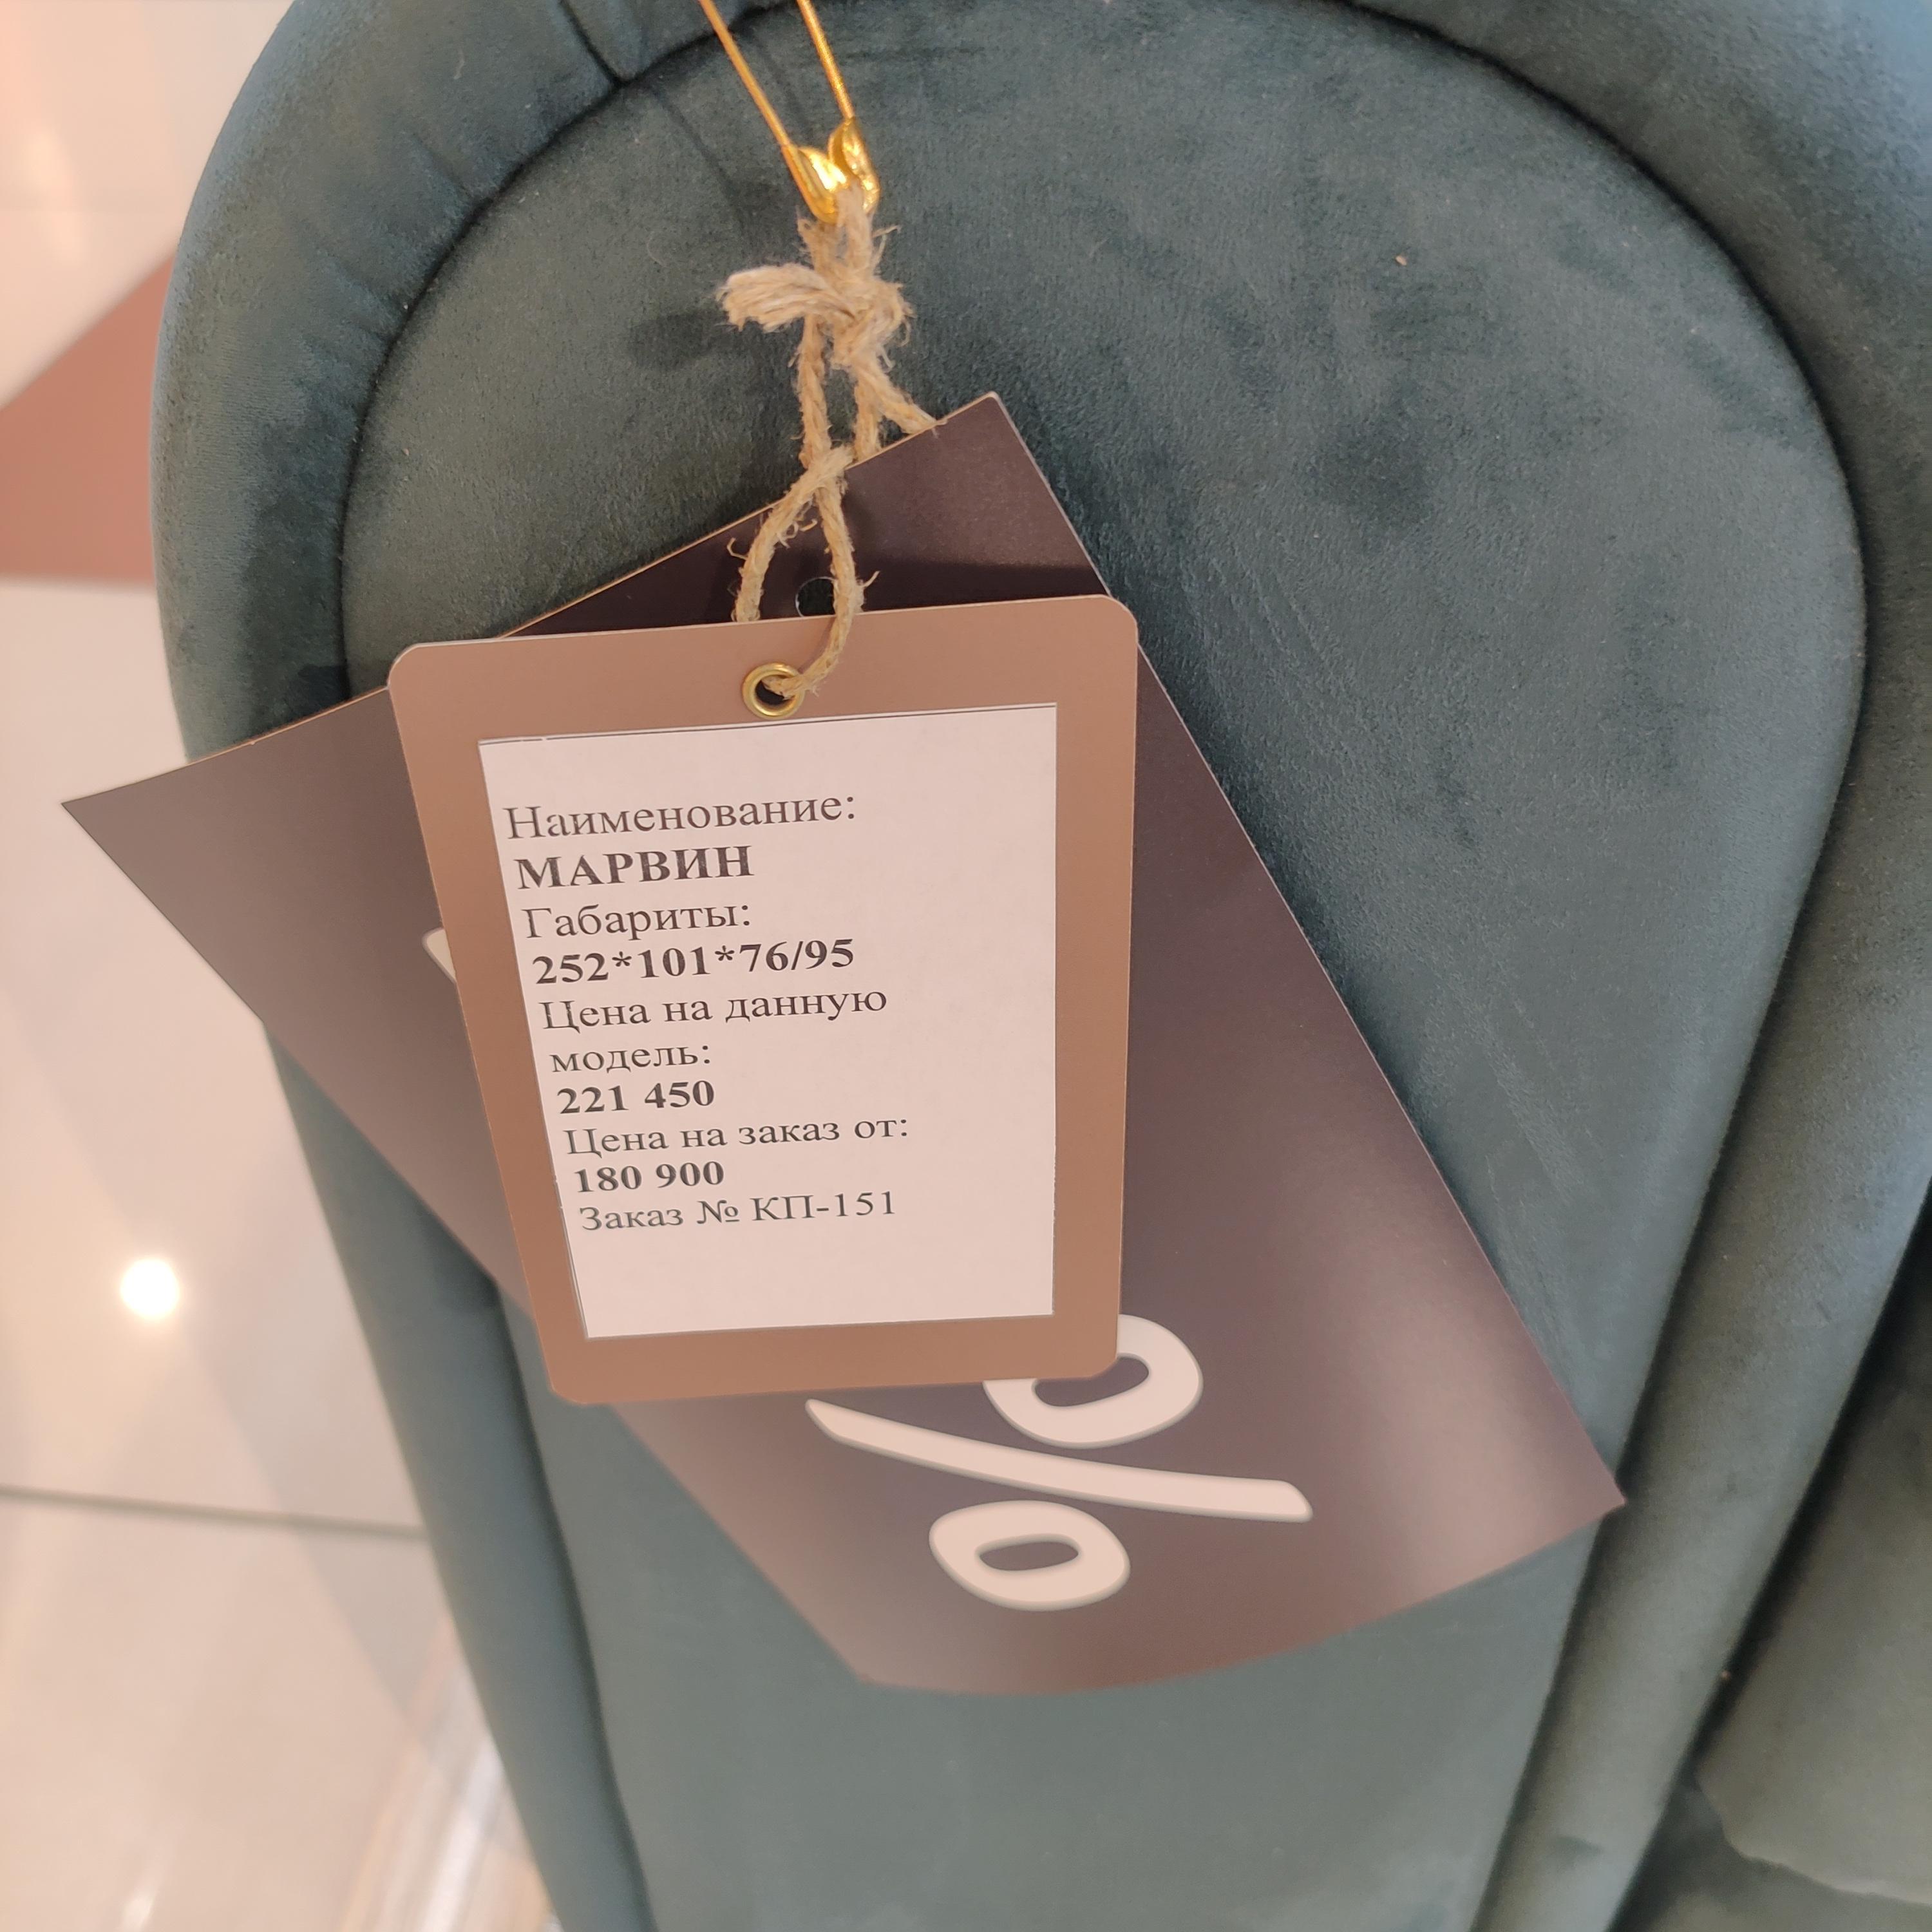 Наименование:
МАРВИН
Габариты:
252*101*76/95
Цена на данную
модель:
221 450
Цена на заказ от:
180 900
Заказ № КП-151
%